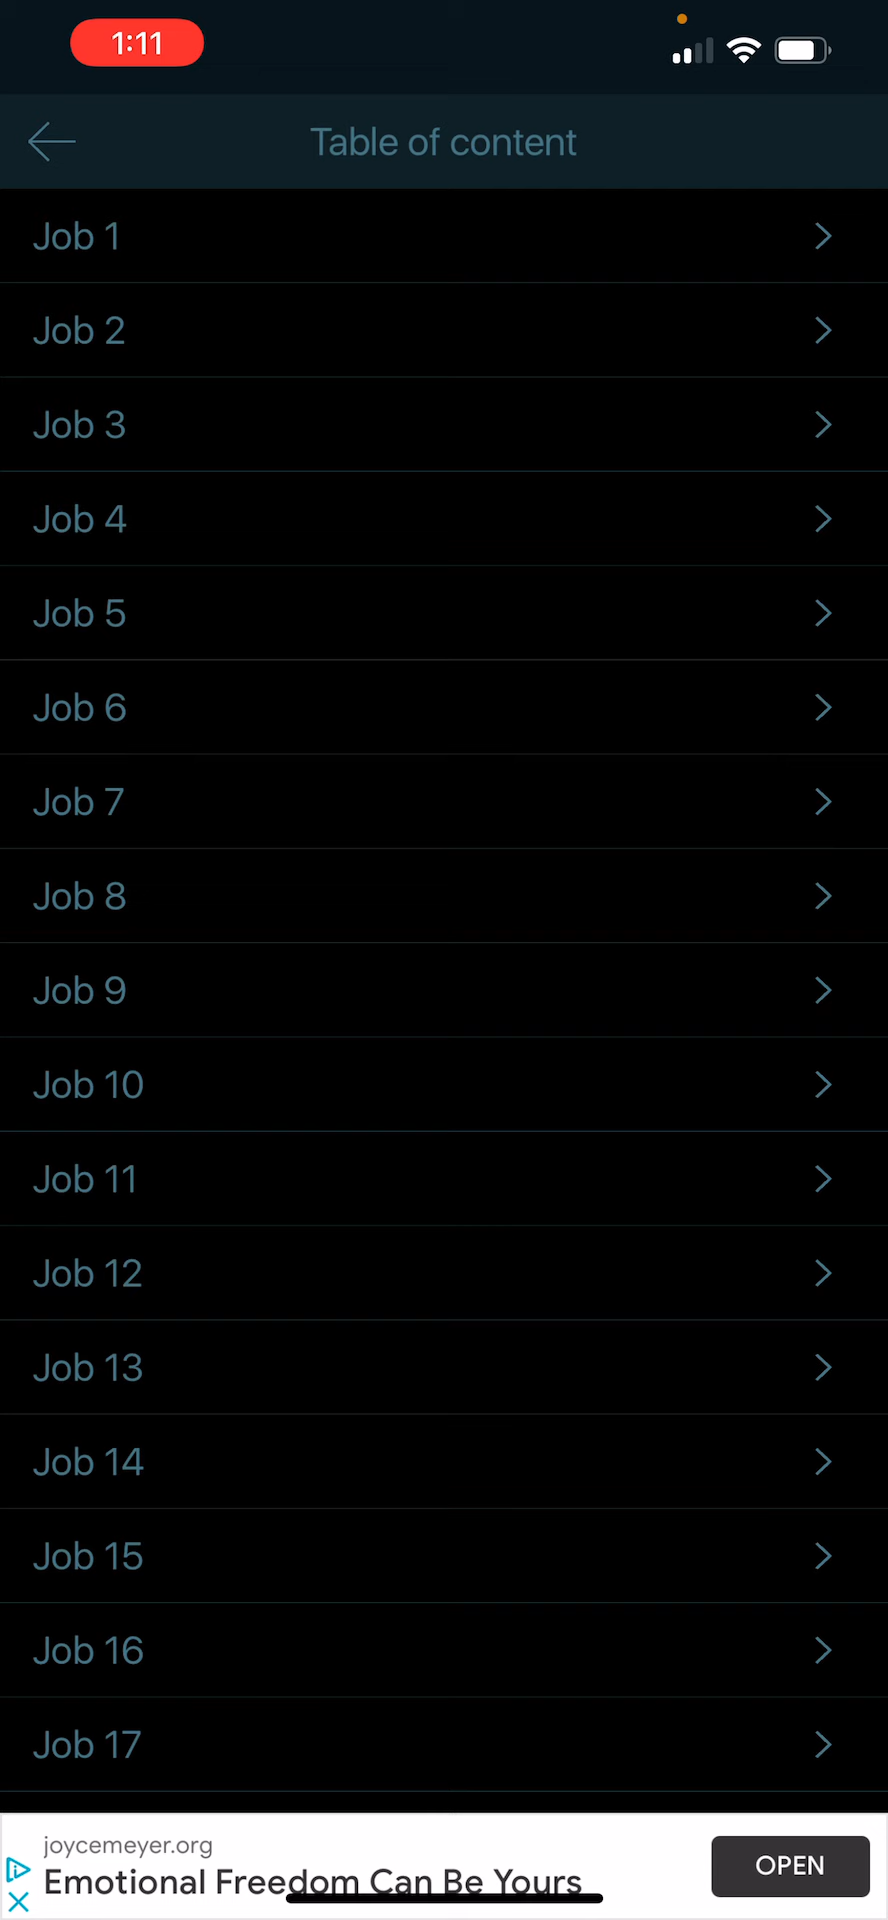 1:11
Table of content
Job 1
Job 2
Job 3
Job 4
Job 5
Job 6
Job 7
Job 8
Job 9
Job 10
Job 11
Job 12
Job 13
Job 14
Job 15
Job 16
Job 17
joycemeyer.org
Emotional Freedom Can Be Yours
OPEN